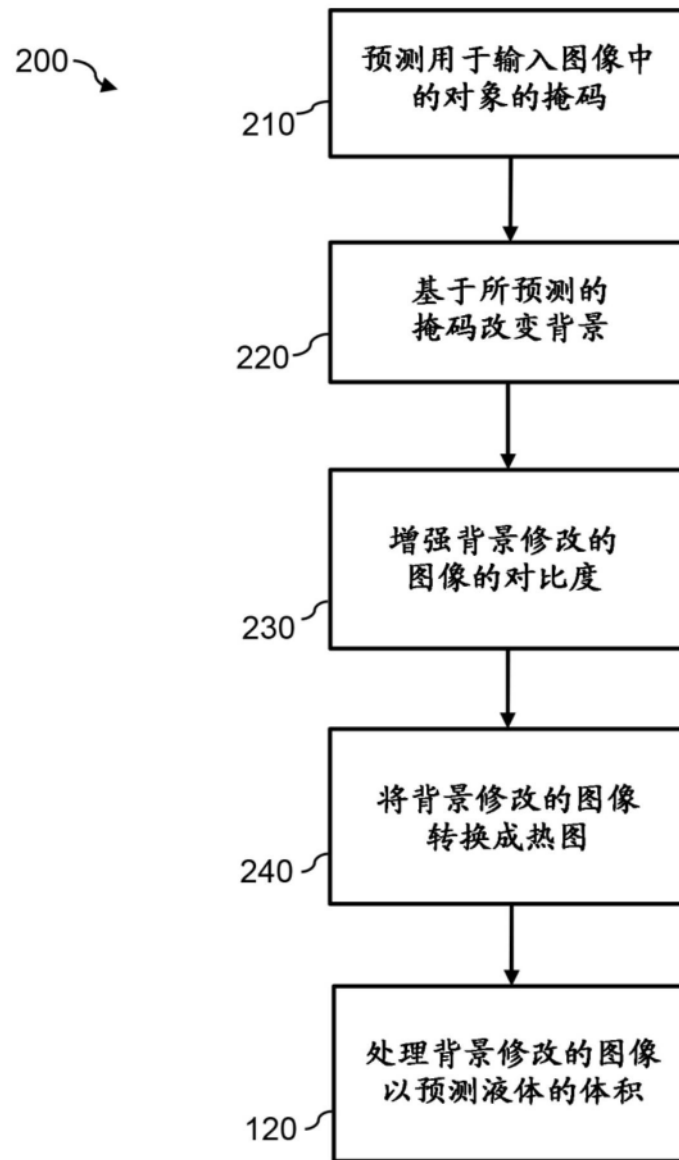 200
预测用于输入图像中
的对象的掩码
210
基于所预测的
掩码改变背景
220
增强背景修改的
图像的对比度
230
将背景修改的图像
转换成热图
240
处理背景修改的图像
以预测液体的体积
120